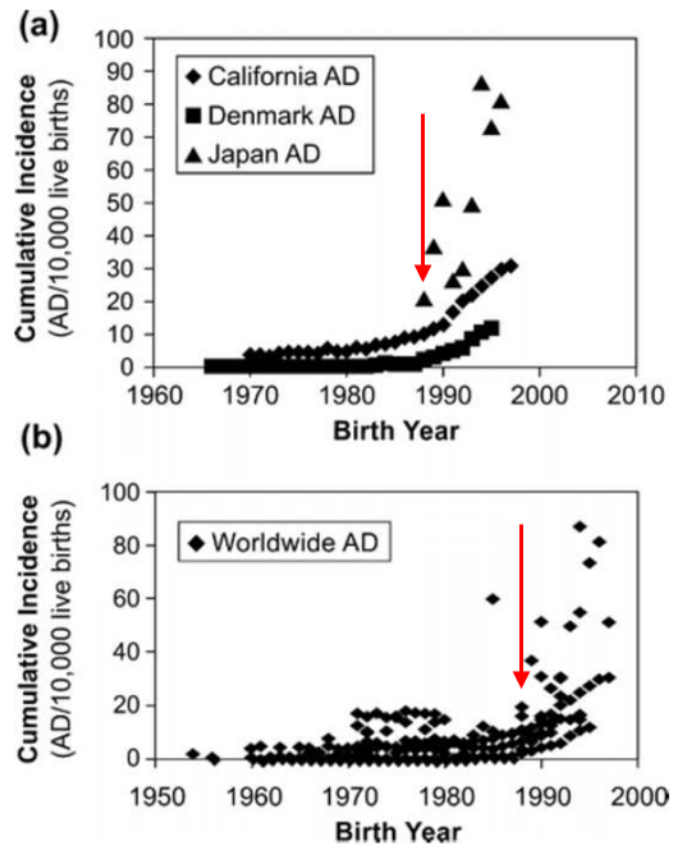 (a)
Cumulative Incidence
(AD/10,000 live births)
100
90
80
70
60
50
40
30
20
10
0
California AD
Denmark AD
Japan AD
1960 1970 1980 1990 2000 2010
Birth Year
(b)
Cumulative Incidence
(AD/10,000 live births)
100
80
60
40
20
0
Worldwide AD
1950 1960 1970 1980 1990 2000
Birth Year